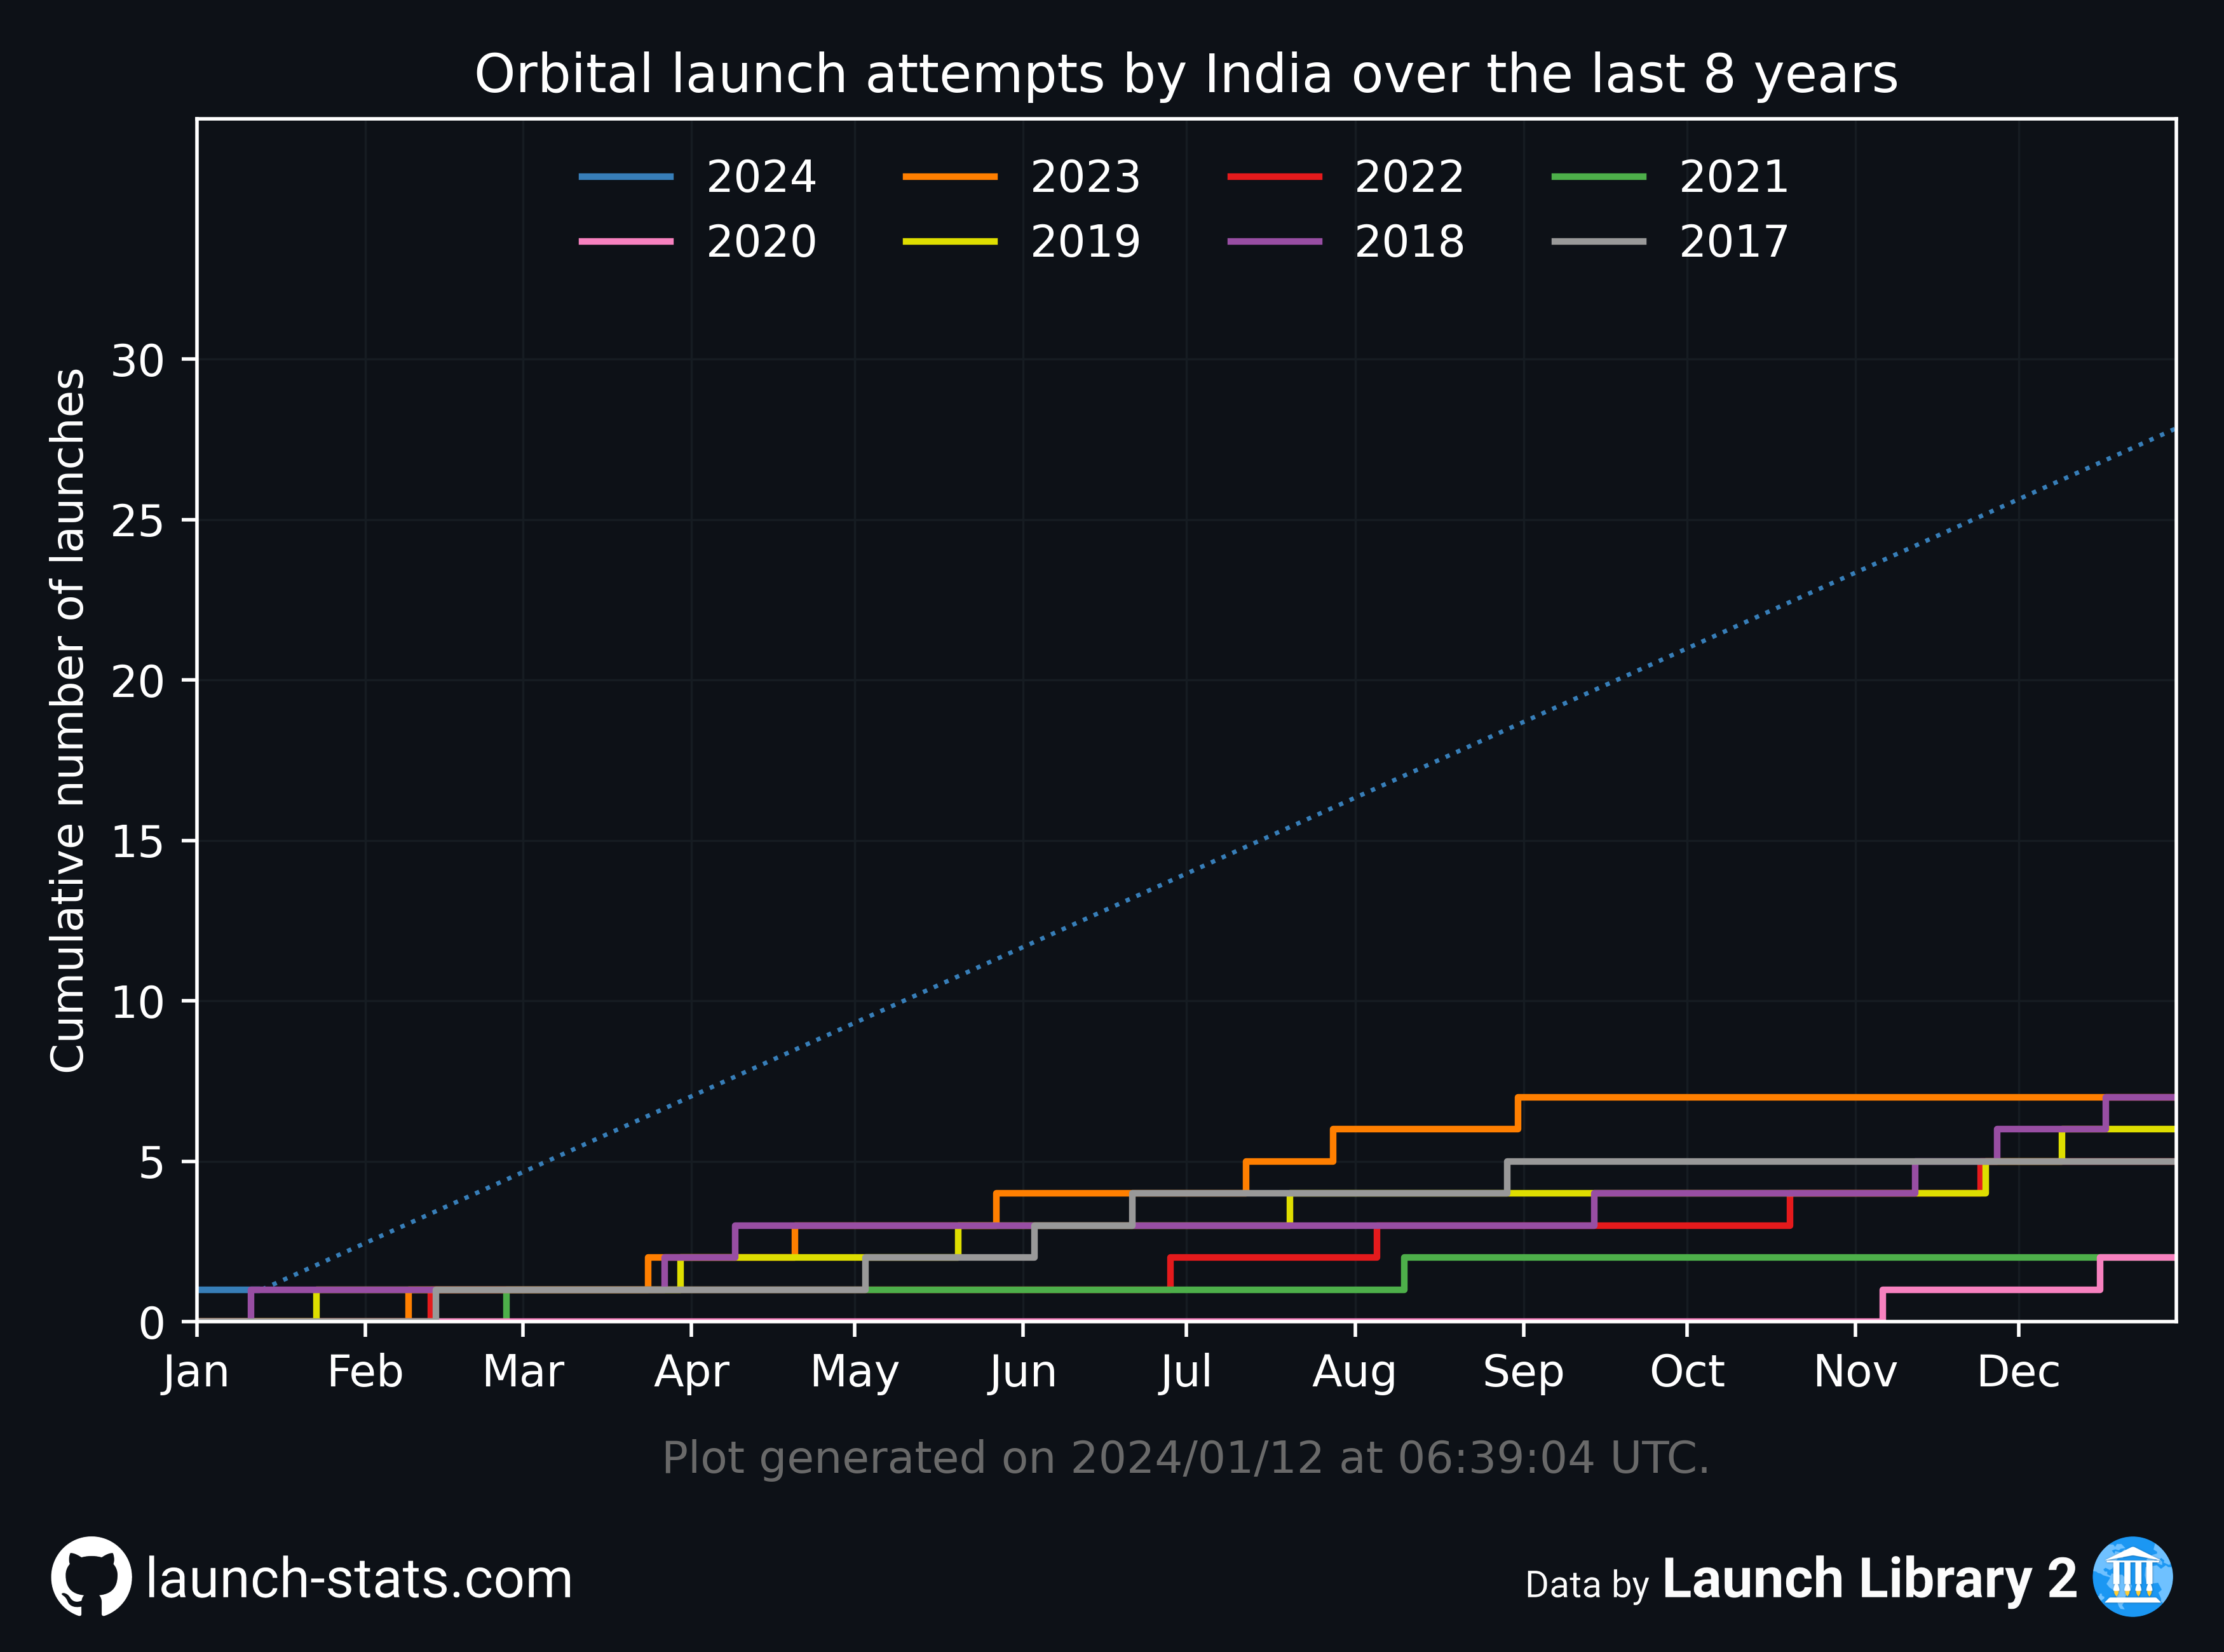 Orbital launch attempts by India over the last 8 years
2024 2023 2022 2021
2020 2019 2018 2017
Cumulative number of launches
30
25
20
15
10
5
0
Jan Feb Mar Apr May Jun Jul Aug Sep Oct Nov Dec
Plot generated on 2024/01/12 at 06:39:04 UTC.
launch-stats.com
Data by Launch Library 2